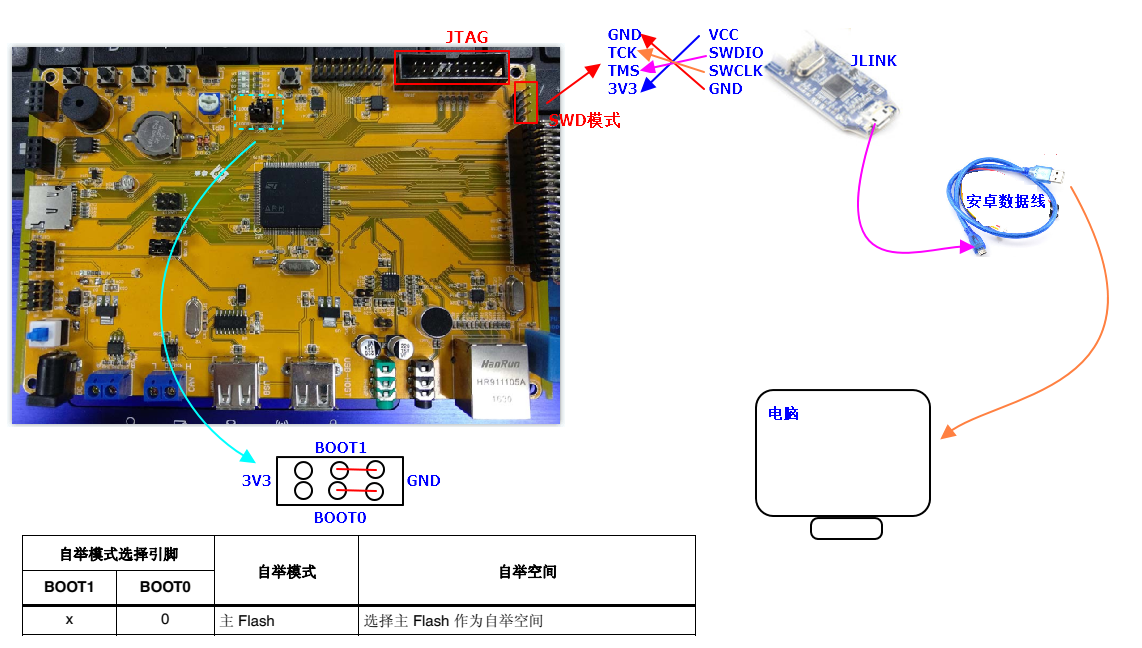 JTAG
GND
TCK
TMS
3V3
VCC
SWDIO
SWCLK
GND
JLINK
SWD模式
安卓数据线
HanRun
HR911105A
ARM
电脑
BOOT1
3V3
GND
BOOT0
自举模式选择引脚
自举模式
自举空间
BOOT1
BOOT0
x
0
主 Flash
选择主 Flash 作为自举空间